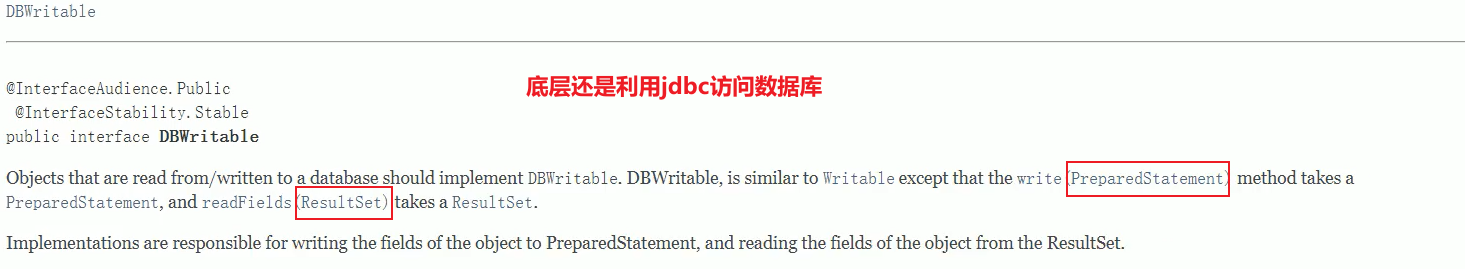 DBWritable
底层还是利用jdbc访问数据库
@InterfaceAudience.Public
@InterfaceStability.Stable
public interface DBWritable
Objects that are read from/written to a database should implement DBWritable. DBWritable, is similar to Writable except that the write(PreparedStatement) method takes a
PreparedStatement, and readFields(ResultSet) takes a ResultSet.
Implementations are responsible for writing the fields of the object to PreparedStatement, and reading the fields of the object from the ResultSet.